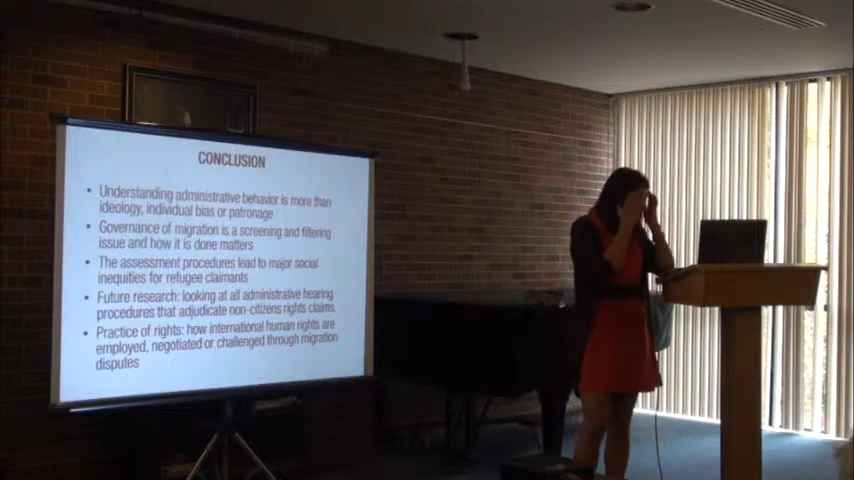 CONCLUSION
• Understanding administrative behavior is more than
ideology, individual bias or patronage
• Governance of migration is a screening and filtering
issue and how it is done matters
• The assessment procedures lead to major social
inequities for refugee claimants
• Future research: looking at all administrative hearing
procedures that adjudicate non-citizens rights claims.
• Practice of rights: how international human rights are
employed, negotiated or challenged through migration
disputes